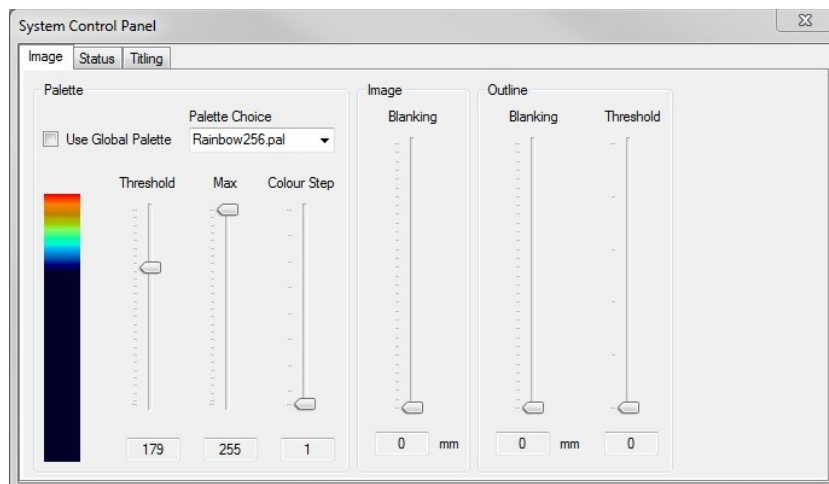 System Control Panel
Image Status Titling
Palette
Use Global Palette
Palette Choice
Rainbow256.pal
Threshold Max Colour Step
179 255 1
Image
Blanking
0 mm
Outline
Blanking Threshold
0 mm 0